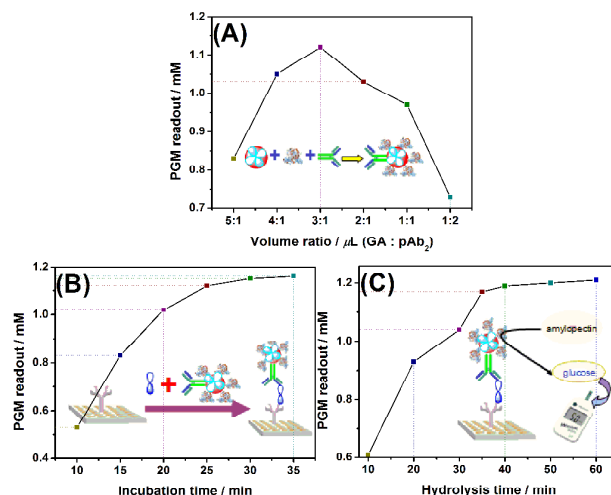 (A)
PGM readout / mM
1.2
1.1
1.0
0.9
0.8
0.7
5:1 4:1 3:1 2:1 1:1 1:2
Volume ratio / μL (GA : pAb₂)
(B)
PGM readout / mM
1.2
1.0
0.8
0.6
0.4
10 15 20 25 30 35
Incubation time / min
(C)
PGM readout / mM
1.2
1.0
0.8
0.6
10 20 30 40 50 60
Hydrolysis time / min
amylopectin
glucose